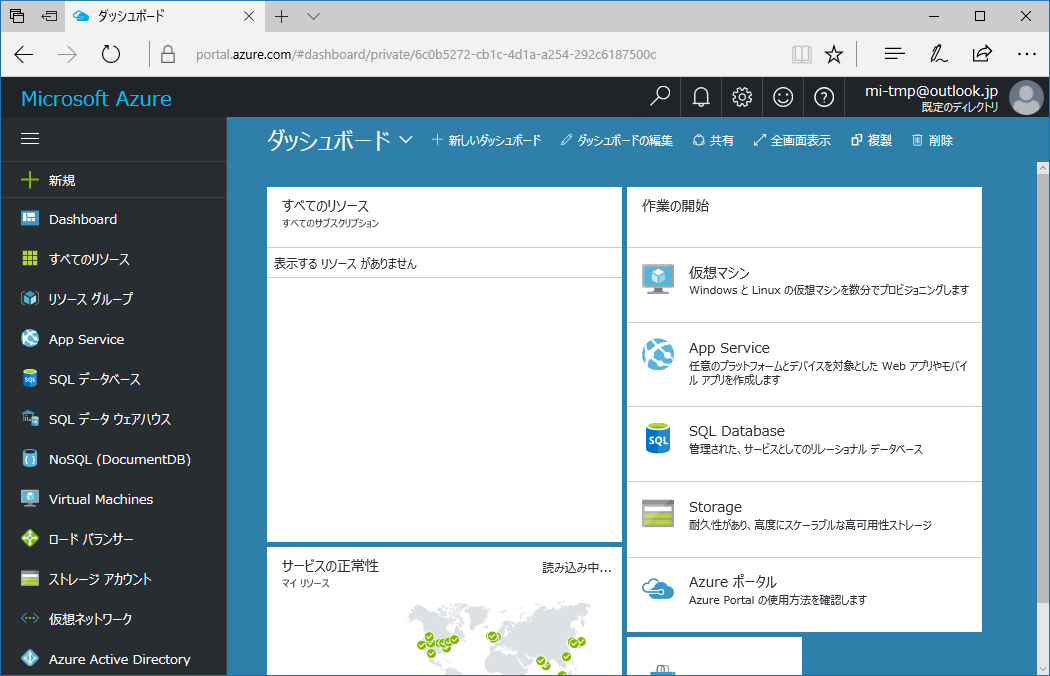 ダッシュボード
portal.azure.com/#dashboard/private/6c0b5272-cb1c-4d1a-a254-292c6187500c
Microsoft Azure
mi-tmp@outlook.jp
既定のディレクトリ
新規
Dashboard
すべてのリソース
リソース グループ
App Service
SQL データベース
SQL データ ウェアハウス
NoSQL (DocumentDB)
Virtual Machines
ロード バランサー
ストレージ アカウント
仮想ネットワーク
Azure Active Directory
ダッシュボード
新しいダッシュボード
ダッシュボードの編集
共有
全画面表示
複製
削除
すべてのリソース
すべてのサブスクリプション
表示する リソース がありません
サービスの正常性
マイ リソース
読み込み中...
作業の開始
仮想マシン
Windows と Linux の仮想マシンを数分でプロビジョニングします
App Service
任意のプラットフォームとデバイスを対象とした Web アプリやモバイ
ル アプリを作成します
SQL
SQL Database
管理された、サービスとしてのリレーショナル データベース
Storage
耐久性があり、高度にスケーラブルな高可用性ストレージ
Azure ポータル
Azure Portal の使用方法を確認します